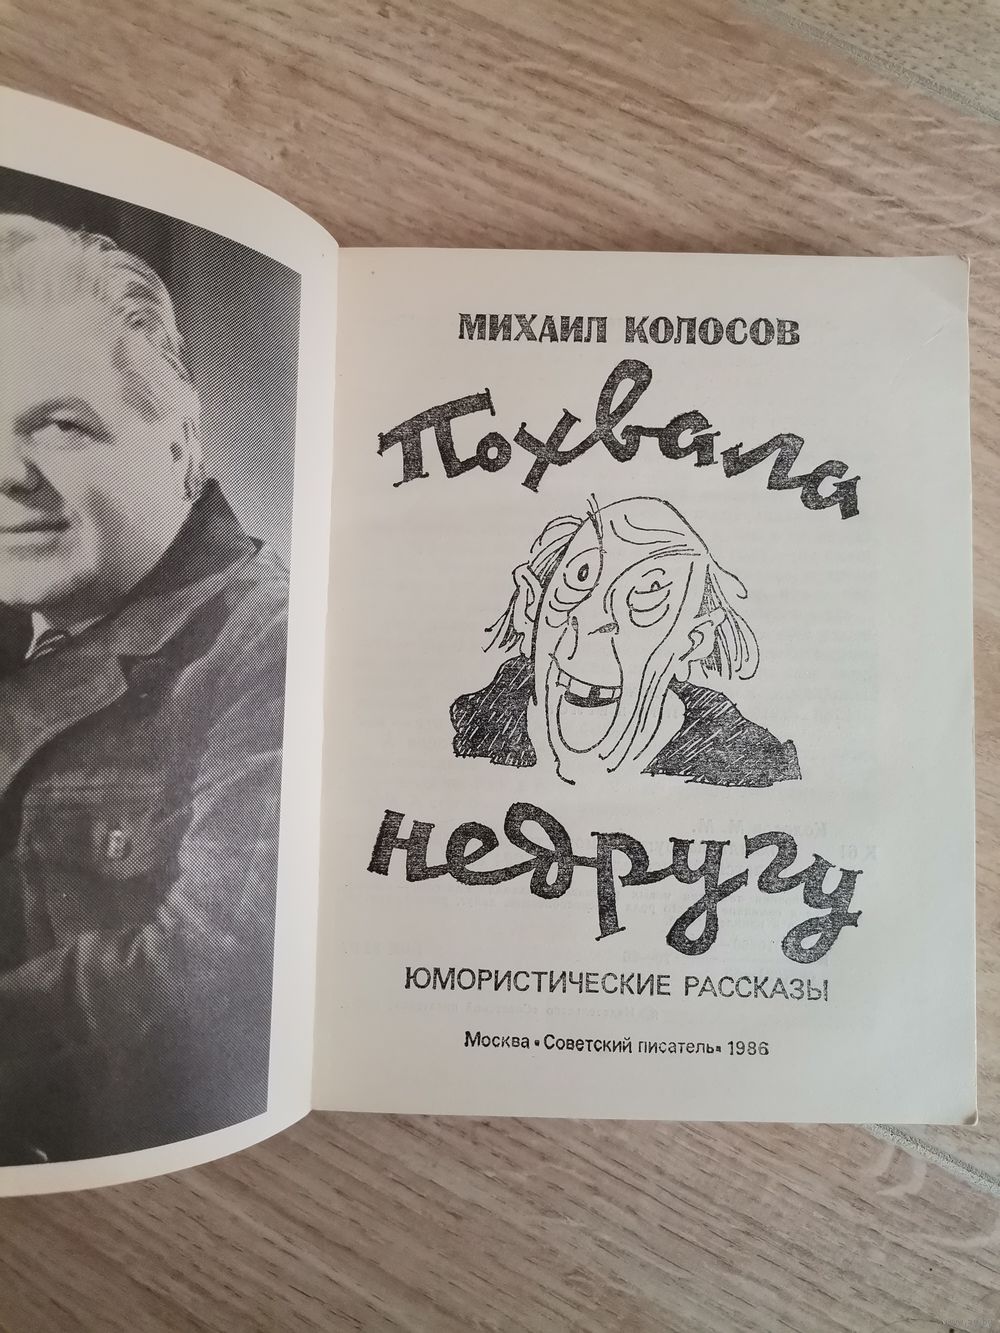 МИХАИЛ КОЛОСОВ
Похвала
недругу
ЮМОРИСТИЧЕСКИЕ РАССКАЗЫ
Москва «Советский писатель» 1986